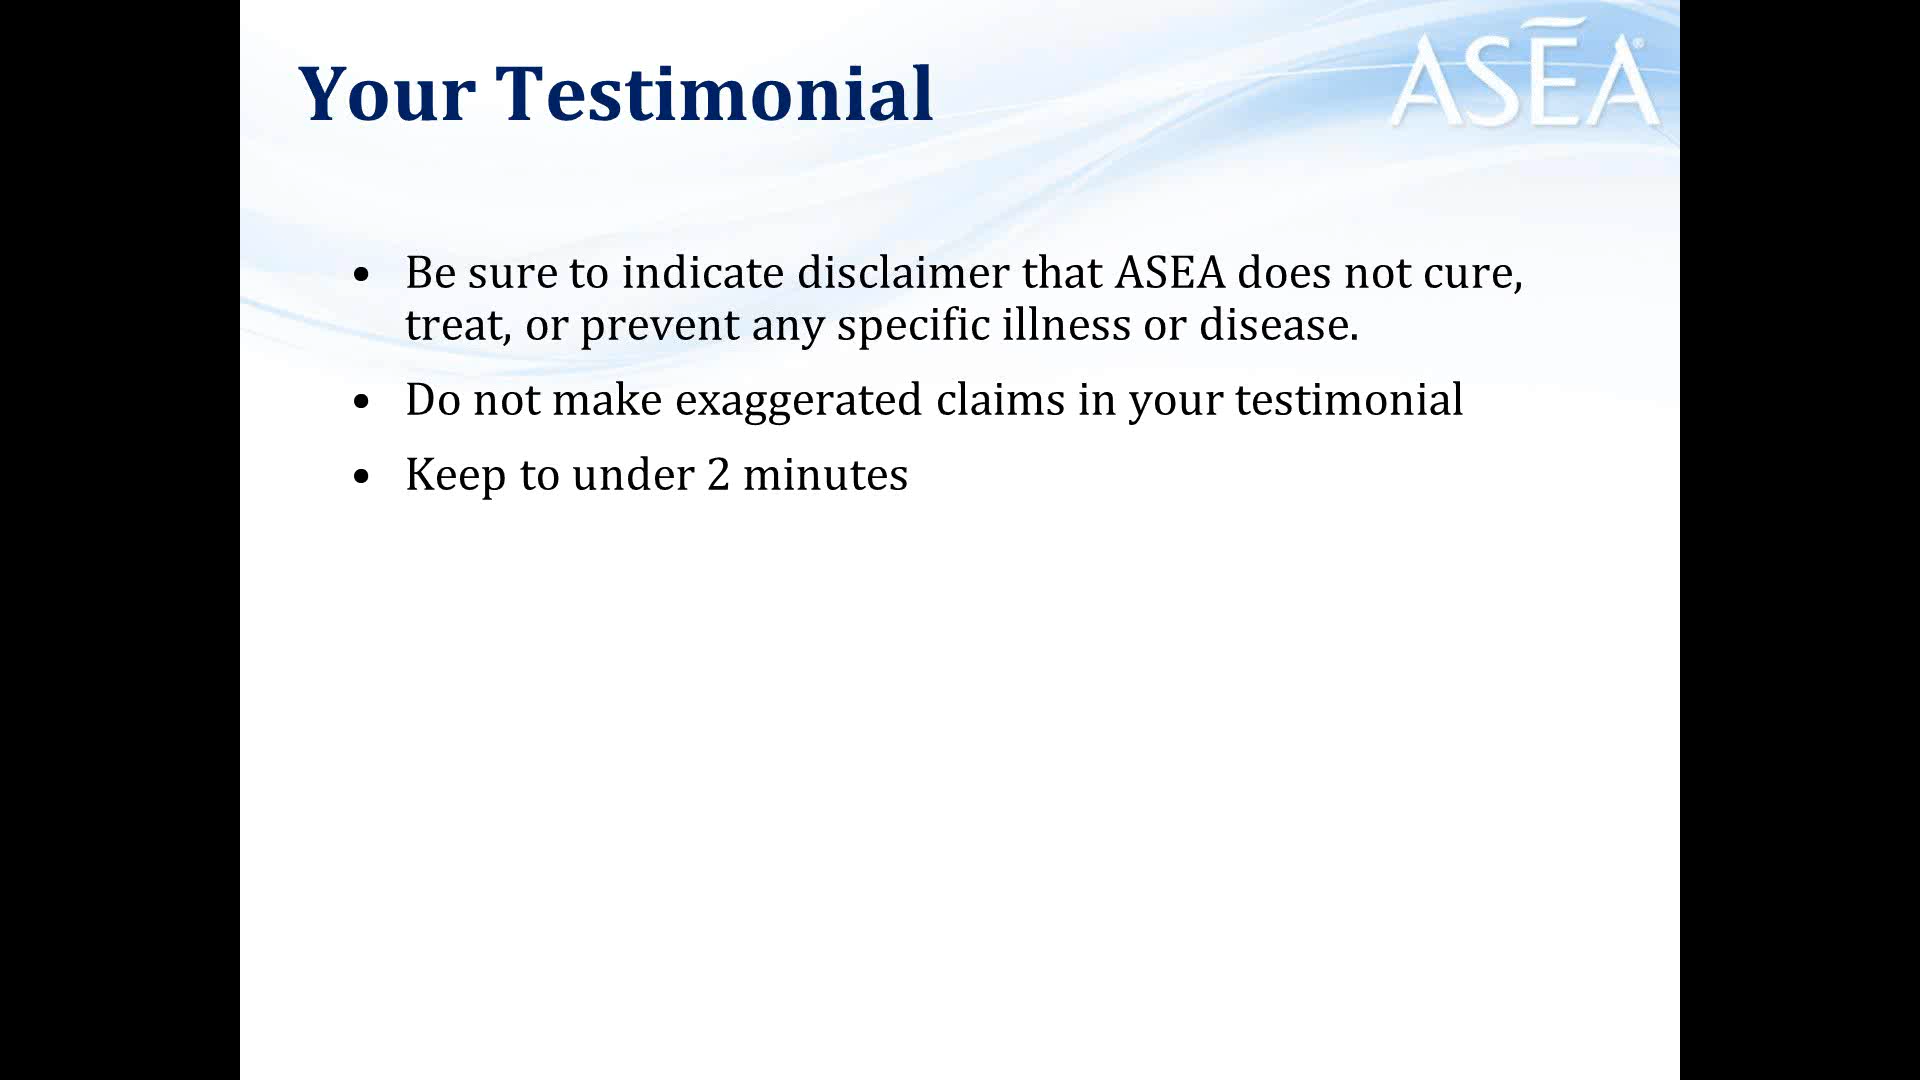 Your Testimonial
ASEA®
• Be sure to indicate disclaimer that ASEA does not cure,
treat, or prevent any specific illness or disease.
• Do not make exaggerated claims in your testimonial
• Keep to under 2 minutes